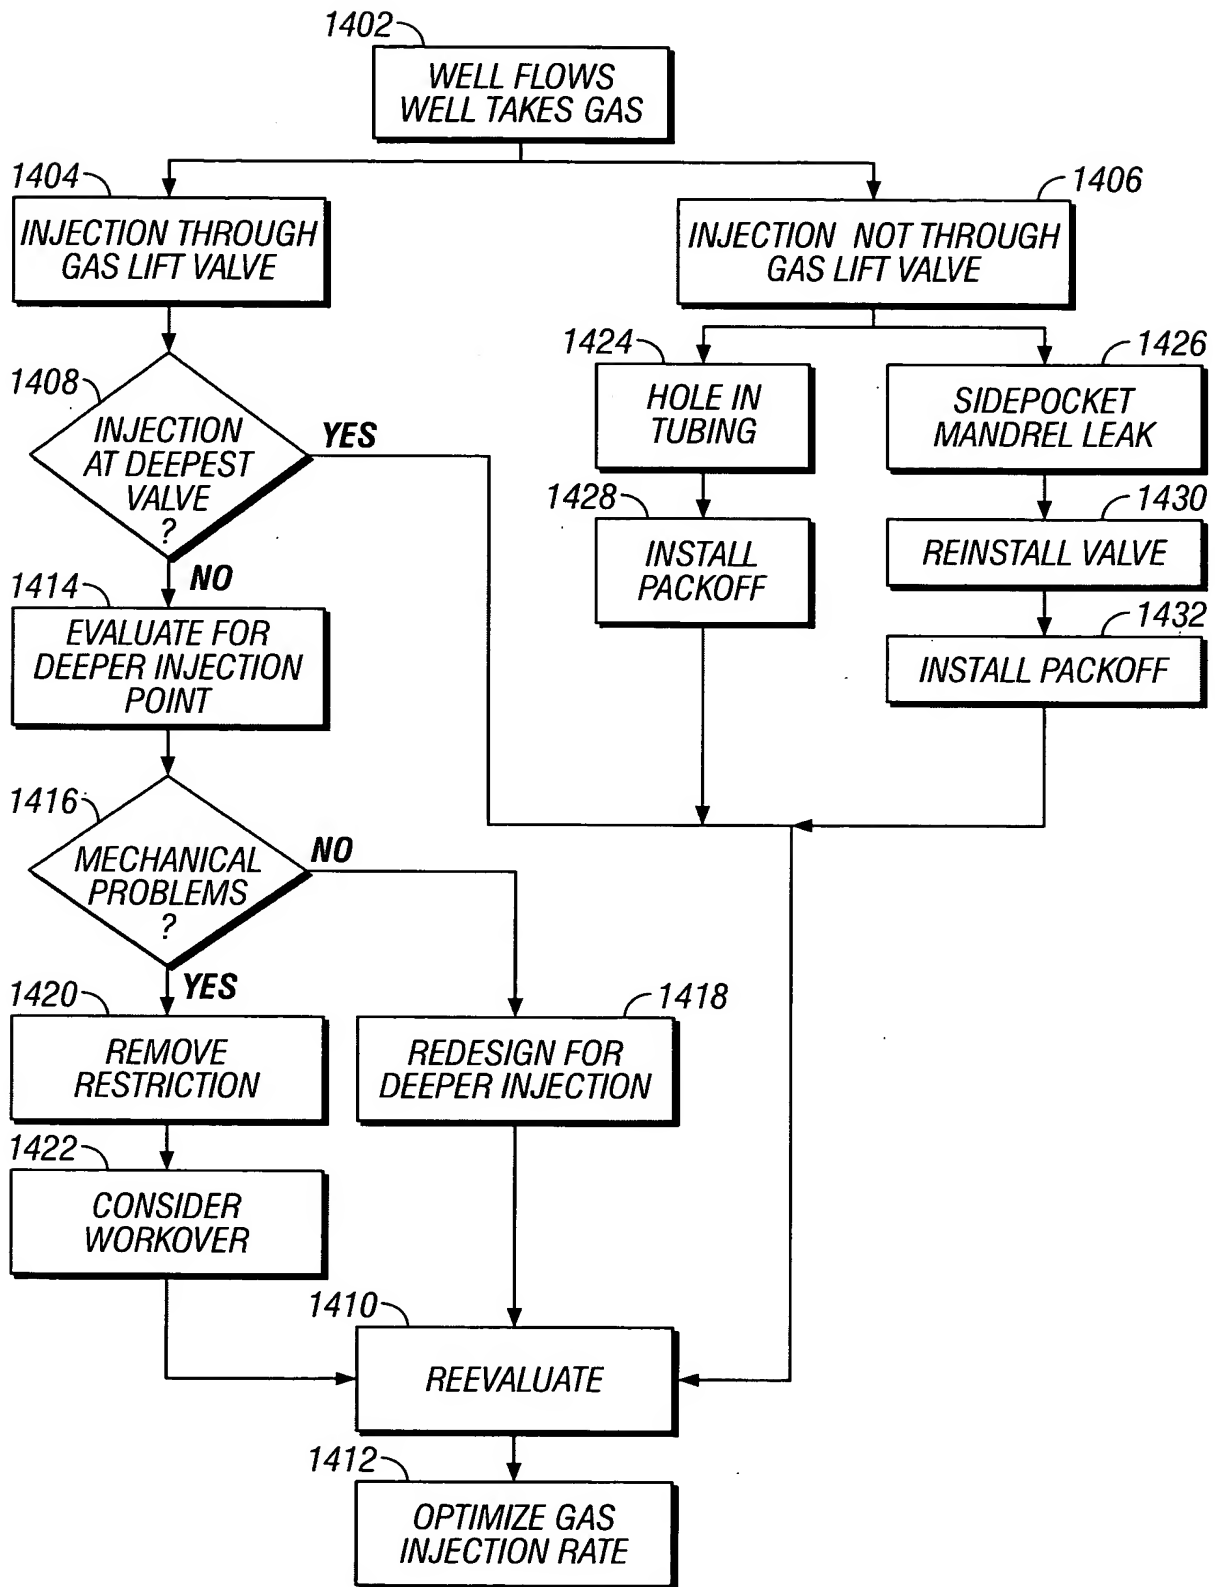 1402
WELL FLOWS
WELL TAKES GAS
1404
INJECTION THROUGH
GAS LIFT VALVE
1406
INJECTION NOT THROUGH
GAS LIFT VALVE
1408
INJECTION
AT DEEPEST
VALVE
?
YES
NO
1424
HOLE IN
TUBING
1426
SIDEPOCKET
MANDREL LEAK
1428
INSTALL
PACKOFF
1430
REINSTALL VALVE
1432
INSTALL PACKOFF
1414
EVALUATE FOR
DEEPER INJECTION
POINT
1416
MECHANICAL
PROBLEMS
?
NO
YES
1420
REMOVE
RESTRICTION
1418
REDESIGN FOR
DEEPER INJECTION
1422
CONSIDER
WORKOVER
1410
REEVALUATE
1412
OPTIMIZE GAS
INJECTION RATE